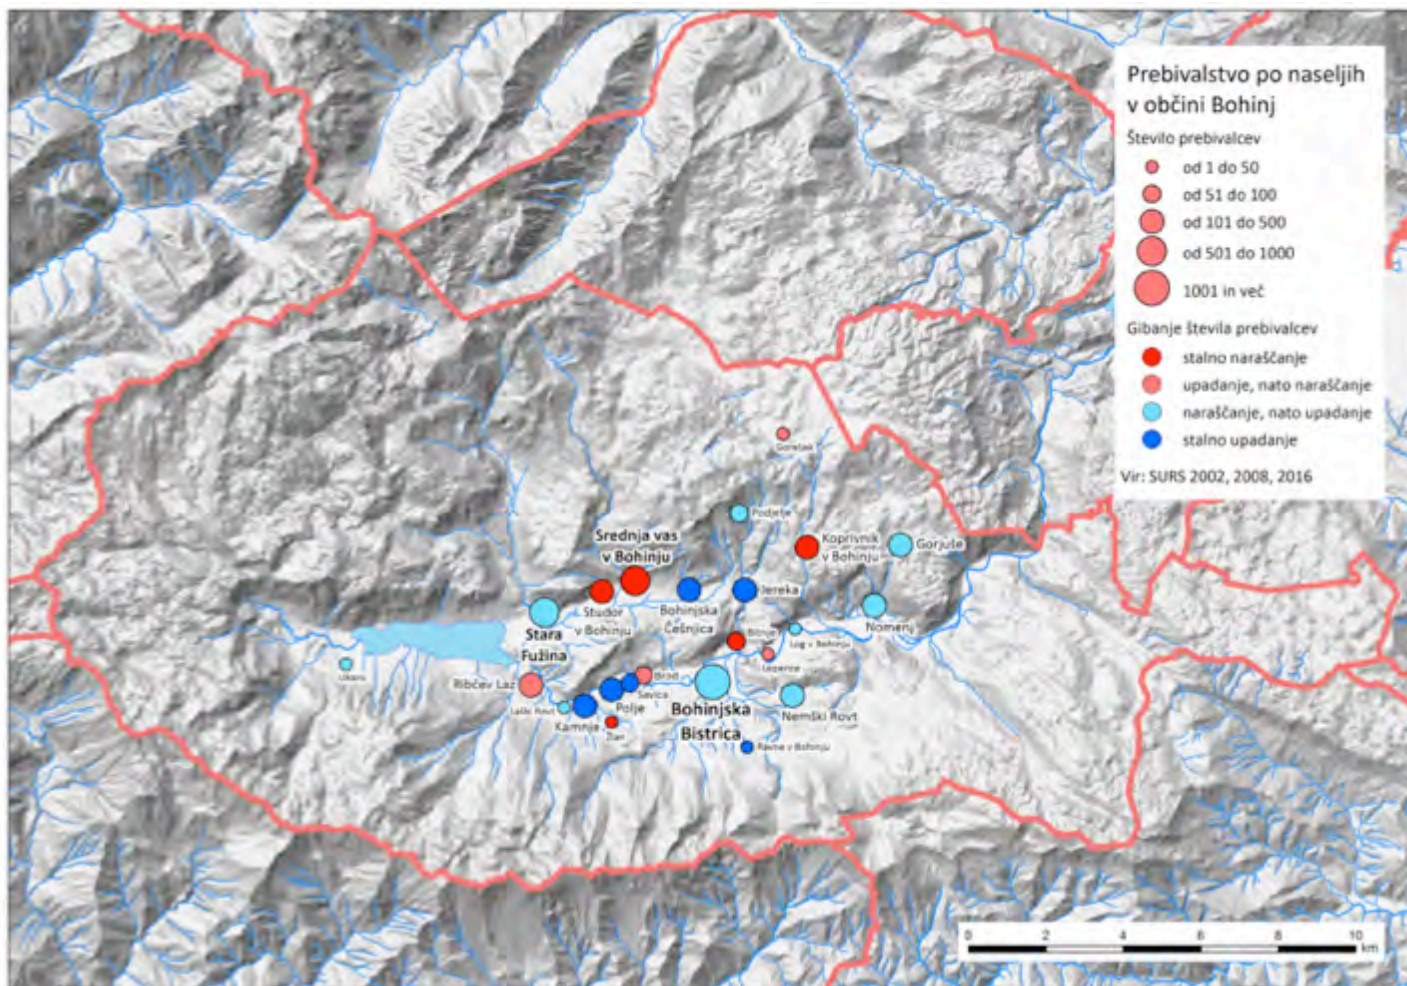 Prebivalstvo po naseljih
v občini Bohinj
Število prebivalcev
od 1 do 50
od 51 do 100
od 101 do 500
od 501 do 1000
1001 in več
Gibanje števila prebivalcev
stalno naraščanje
upadanje, nato naraščanje
naraščanje, nato upadanje
stalno upadanje
Vir: SURS 2002, 2008, 2016
Goreljek
Podjelje
Srednja vas
v Bohinju
Koprivnik
v Bohinju
Gorjuše
Studor
v Bohinju
Bohinjska
Češnjica
Jereka
Nomenj
Stara
Fužina
Bitnje
Log v Bohinju
Lepence
Ukanc
Ribčev Laz
Brod
Savica
Laški Rovt
Polje
Kamnje
Žlan
Bohinjska
Bistrica
Nemški Rovt
Ravne v Bohinju
0 2 4 6 8 10
km